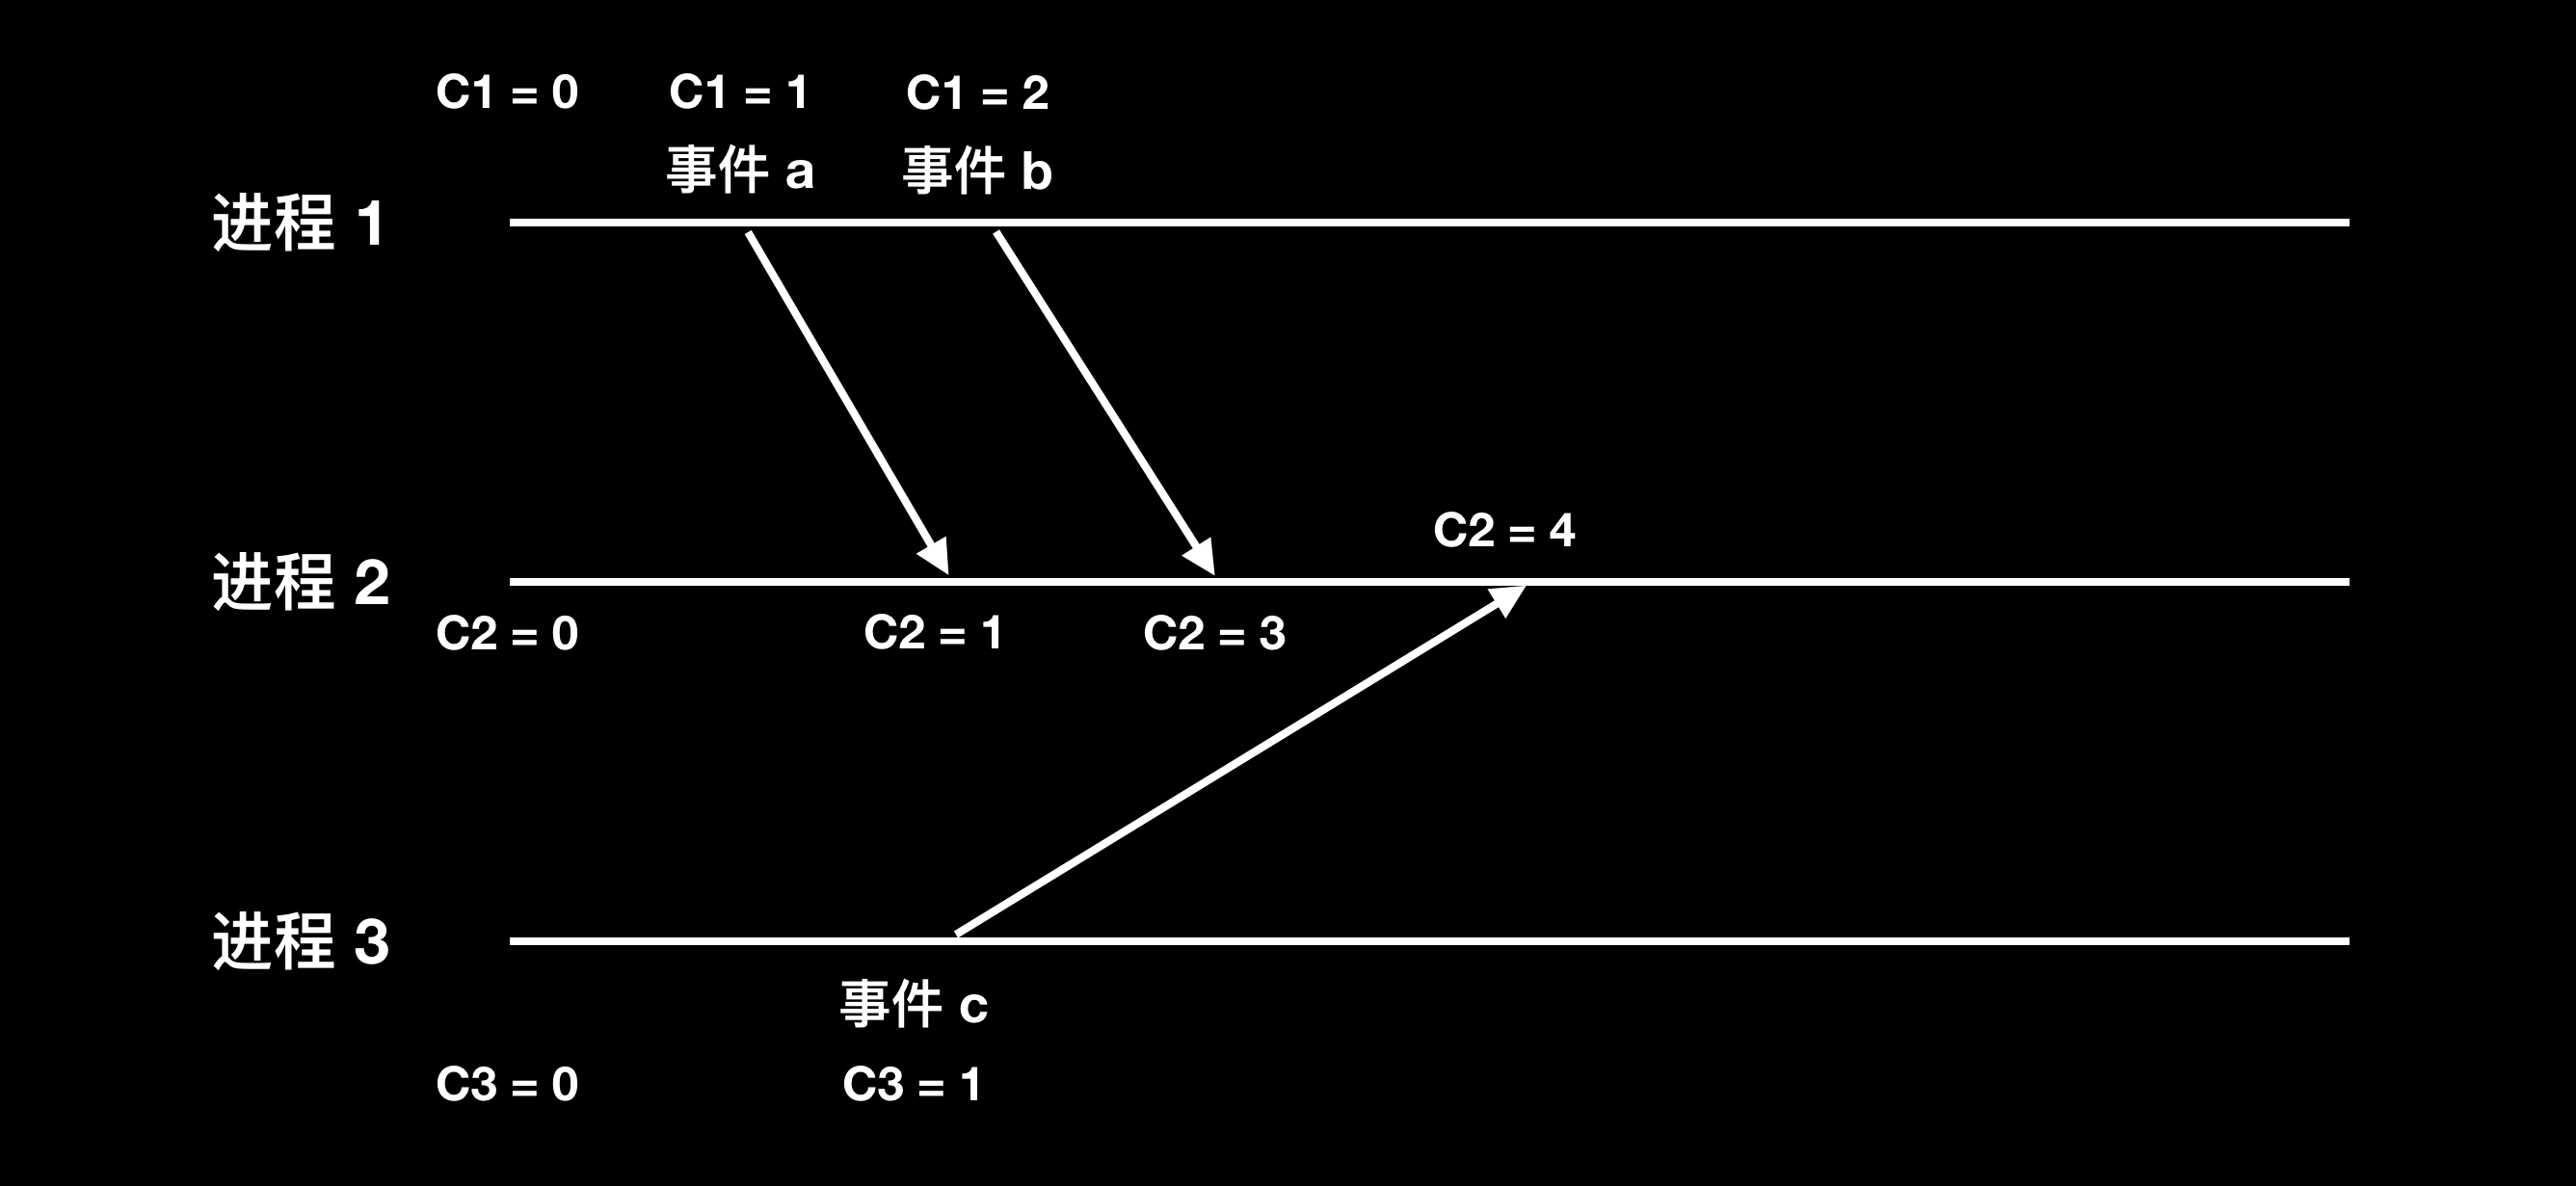 C1 = 0 C1 = 1 C1 = 2
事件 a 事件 b
进程 1
C2 = 4
进程 2
C2 = 0 C2 = 1 C2 = 3
进程 3
事件 c
C3 = 0 C3 = 1